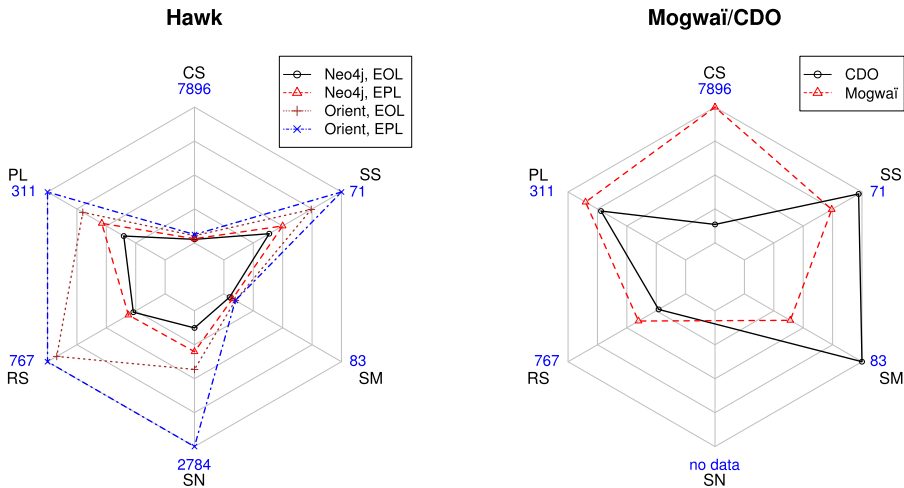 Hawk
Neo4j, EOL
Neo4j, EPL
Orient, EOL
Orient, EPL
CS
7896
SS
71
83
SM
2784
SN
767
RS
PL
311
Mogwaï/CDO
CDO
Mogwaï
CS
7896
SS
71
83
SM
no data
SN
767
RS
PL
311